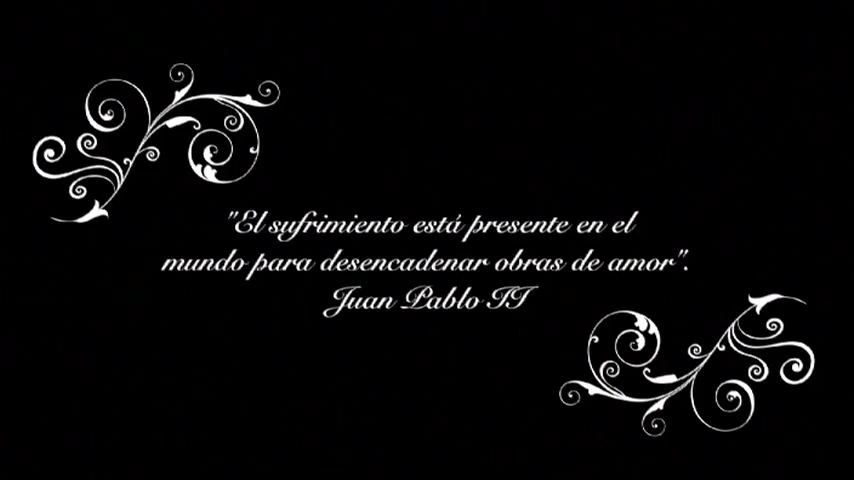 "El sufrimiento está presente en el
mundo para desencadenar obras de amor".
Juan Pablo II